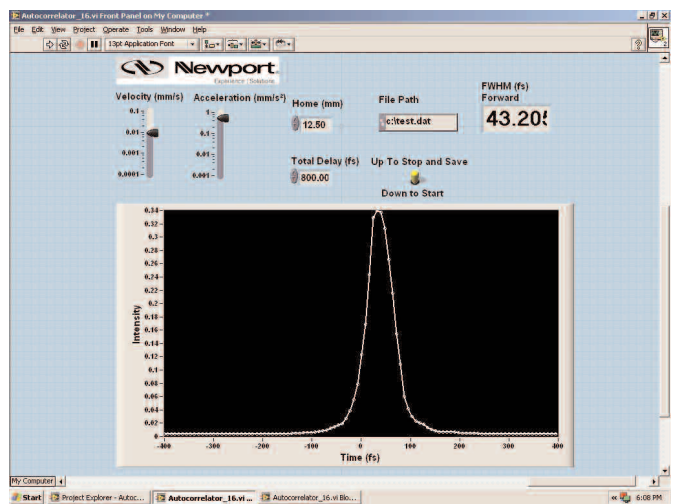 Autocorrelator_16.vi Front Panel on My Computer *
File Edit View Project Operate Tools Window Help
13pt Application Font
2
Newport.
Experience | Solutions
Velocity (mm/s)
0.1
0.01
0.001
0.0001
Acceleration (mm/s²)
1
0.1
0.01
0.001
Home (mm)
12.50
File Path
c:\test.dat
FWHM (fs)
Forward
43.205
Total Delay (fs)
800.00
Up To Stop and Save
Down to Start
Intensity
0.34
0.32
0.3
0.28
0.26
0.24
0.22
0.2
0.18
0.16
0.14
0.12
0.1
0.08
0.06
0.04
0.02
0
-400 -300 -200 -100 0 100 200 300 400
Time (fs)
My Computer
Start Project Explorer - Autoc... Autocorrelator_16.vi ... Autocorrelator_16.vi Blo... 6:08 PM